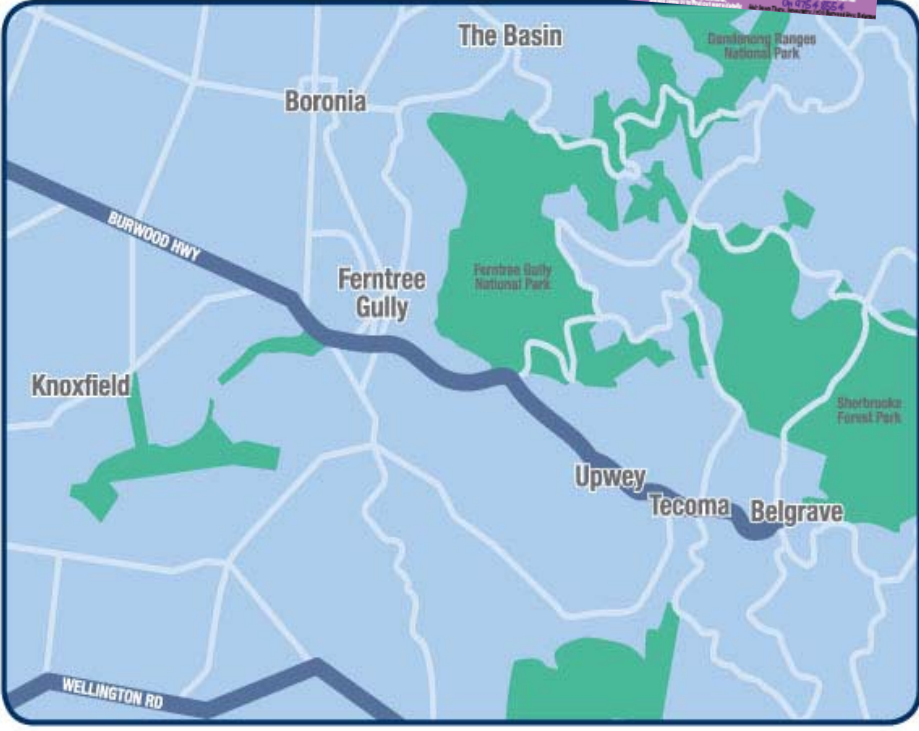 The Basin
Dandenong Ranges
National Park
Boronia
BURWOOD HWY
Ferntree
Gully
Ferntree Gully
National Park
Knoxfield
Sherbrooke
Forest Park
Upwey
Tecoma
Belgrave
WELLINGTON RD